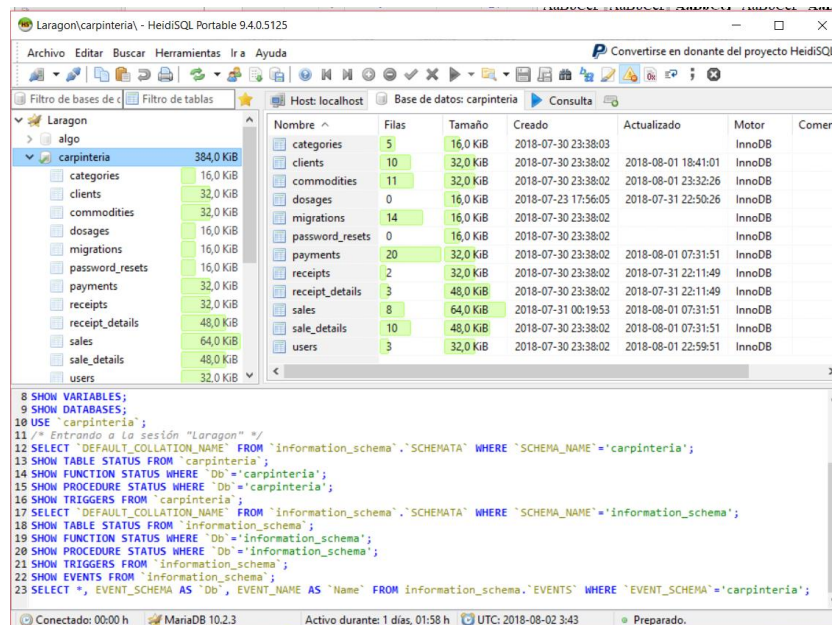 Laragon\carpinteria\ - HeidiSQL Portable 9.4.0.5125
Archivo Editar Buscar Herramientas Ir a Ayuda
Convertirse en donante del proyecto HeidiSQL
Filtro de bases de c Filtro de tablas Host: localhost Base de datos: carpinteria Consulta
Laragon
algo
carpinteria 384,0 KiB
categories 16,0 KiB
clients 32,0 KiB
commodities 32,0 KiB
dosages 16,0 KiB
migrations 16,0 KiB
password_resets 16,0 KiB
payments 32,0 KiB
receipts 32,0 KiB
receipt_details 48,0 KiB
sales 64,0 KiB
sale_details 48,0 KiB
users 32,0 KiB
Nombre Filas Tamaño Creado Actualizado Motor Comen
categories 5 16,0 KiB 2018-07-30 23:38:03 InnoDB
clients 10 32,0 KiB 2018-07-30 23:38:02 2018-08-01 18:41:01 InnoDB
commodities 11 32,0 KiB 2018-07-30 23:38:02 2018-08-01 23:32:26 InnoDB
dosages 0 16,0 KiB 2018-07-23 17:56:05 2018-07-31 22:50:26 InnoDB
migrations 14 16,0 KiB 2018-07-30 23:38:02 InnoDB
password_resets 0 16,0 KiB 2018-07-30 23:38:02 InnoDB
payments 20 32,0 KiB 2018-07-30 23:38:02 2018-08-01 07:31:51 InnoDB
receipts 2 32,0 KiB 2018-07-30 23:38:02 2018-07-31 22:11:49 InnoDB
receipt_details 3 48,0 KiB 2018-07-30 23:38:02 2018-07-31 22:11:49 InnoDB
sales 8 64,0 KiB 2018-07-31 00:19:53 2018-08-01 07:31:51 InnoDB
sale_details 10 48,0 KiB 2018-07-30 23:38:02 2018-08-01 07:31:51 InnoDB
users 3 32,0 KiB 2018-07-30 23:38:02 2018-08-01 22:59:51 InnoDB
8 SHOW VARIABLES;
9 SHOW DATABASES;
10 USE `carpinteria`;
11 /* Entrando a la sesión "Laragon" */
12 SELECT `DEFAULT_COLLATION_NAME` FROM `information_schema`.`SCHEMATA` WHERE `SCHEMA_NAME`='carpinteria';
13 SHOW TABLE STATUS FROM `carpinteria`;
14 SHOW FUNCTION STATUS WHERE `Db`='carpinteria';
15 SHOW PROCEDURE STATUS WHERE `Db`='carpinteria';
16 SHOW TRIGGERS FROM `carpinteria`;
17 SELECT `DEFAULT_COLLATION_NAME` FROM `information_schema`.`SCHEMATA` WHERE `SCHEMA_NAME`='information_schema';
18 SHOW TABLE STATUS FROM `information_schema`;
19 SHOW FUNCTION STATUS WHERE `Db`='information_schema';
20 SHOW PROCEDURE STATUS WHERE `Db`='information_schema';
21 SHOW TRIGGERS FROM `information_schema`;
22 SHOW EVENTS FROM `information_schema`;
23 SELECT *, EVENT_SCHEMA AS `Db`, EVENT_NAME AS `Name` FROM information_schema.`EVENTS` WHERE `EVENT_SCHEMA`='carpinteria';
Conectado: 00:00 h MariaDB 10.2.3 Activo durante: 1 días, 01:58 h UTC: 2018-08-02 3:43 Preparado.